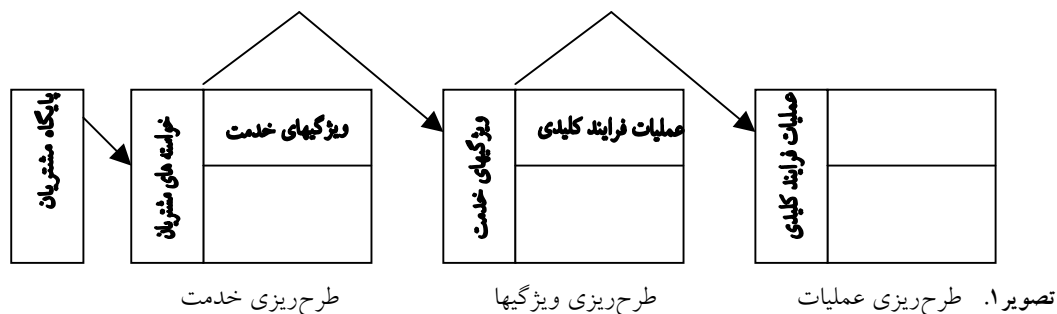 پایگاه مشتریان
خواسته های مشتریان
ویژگیهای خدمت
ویژگیهای خدمت
عملیات فرایند کلیدی
عملیات فرایند کلیدی
تصویر۱. طرح‌ریزی عملیات طرح‌ریزی ویژگیها طرح‌ریزی خدمت